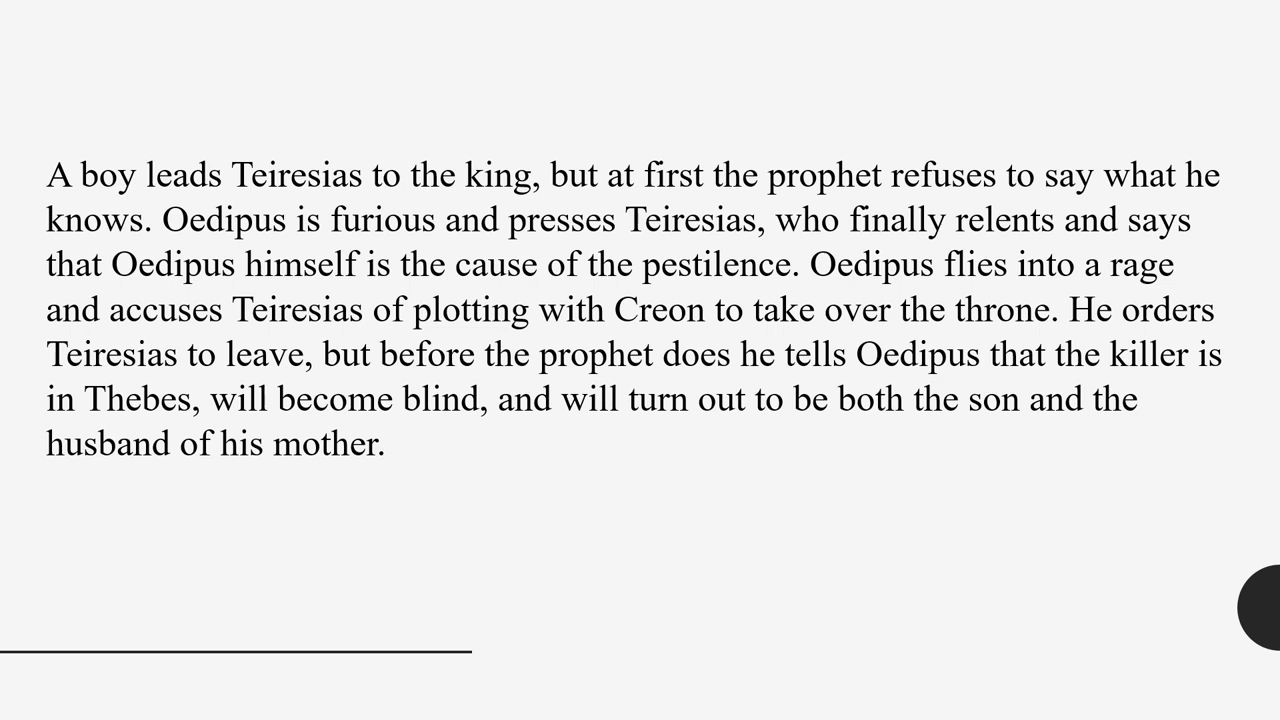 A boy leads Teiresias to the king, but at first the prophet refuses to say what he
knows. Oedipus is furious and presses Teiresias, who finally relents and says
that Oedipus himself is the cause of the pestilence. Oedipus flies into a rage
and accuses Teiresias of plotting with Creon to take over the throne. He orders
Teiresias to leave, but before the prophet does he tells Oedipus that the killer is
in Thebes, will become blind, and will turn out to be both the son and the
husband of his mother.